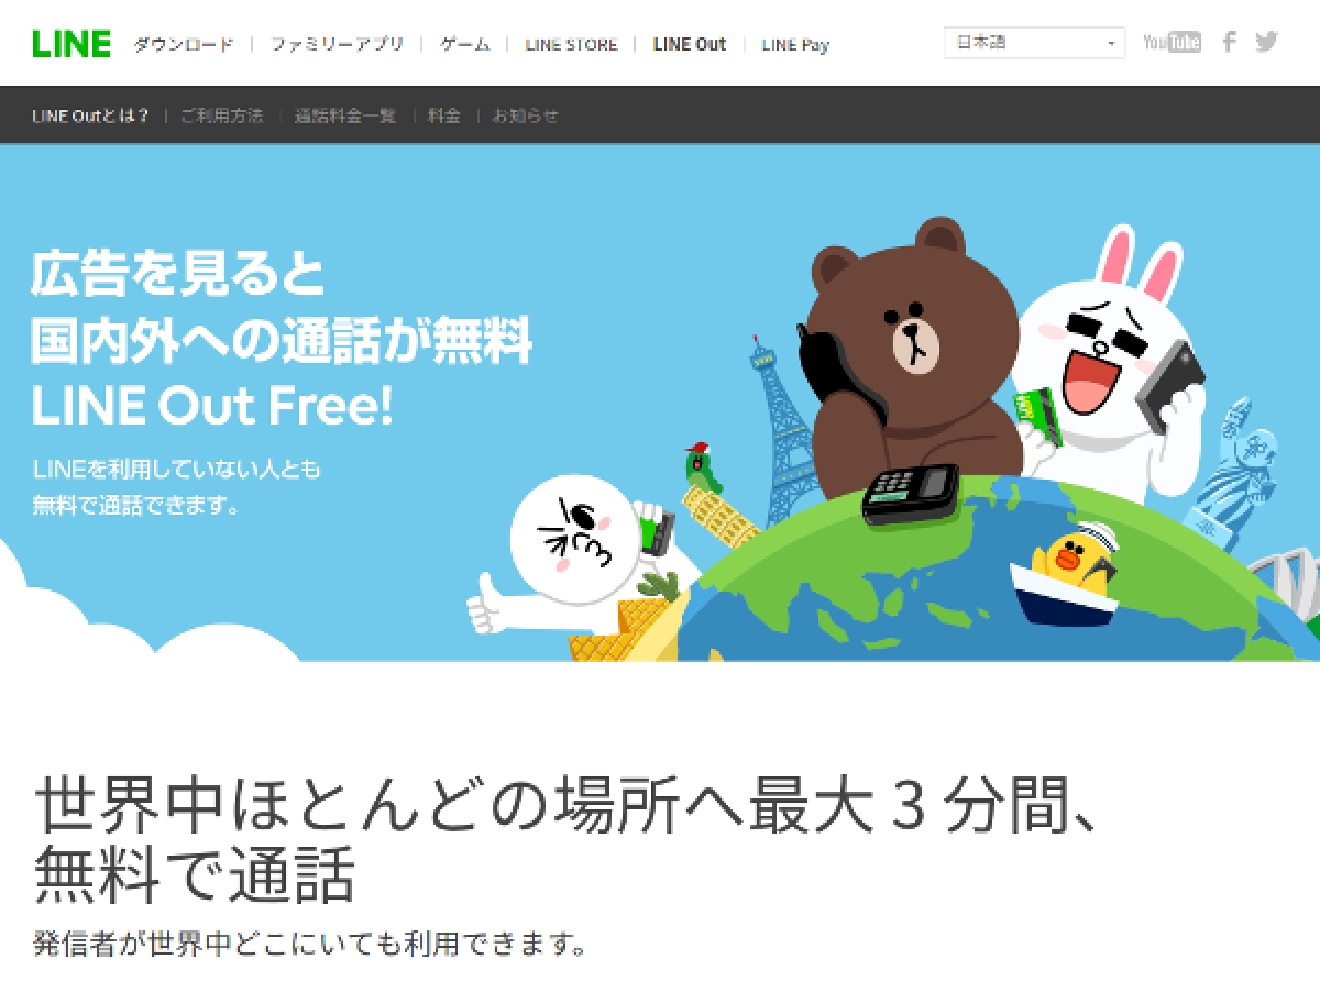 LINE ダウンロード ファミリーアプリ ゲーム LINE STORE LINE Out LINE Pay 日本語 YouTube
LINE Outとは？ ご利用方法 通話料金一覧 料金 お知らせ
広告を見ると
国内外への通話が無料
LINE Out Free!
LINEを利用していない人とも
無料で通話できます。
世界中ほとんどの場所へ最大３分間、
無料で通話
発信者が世界中どこにいても利用できます。